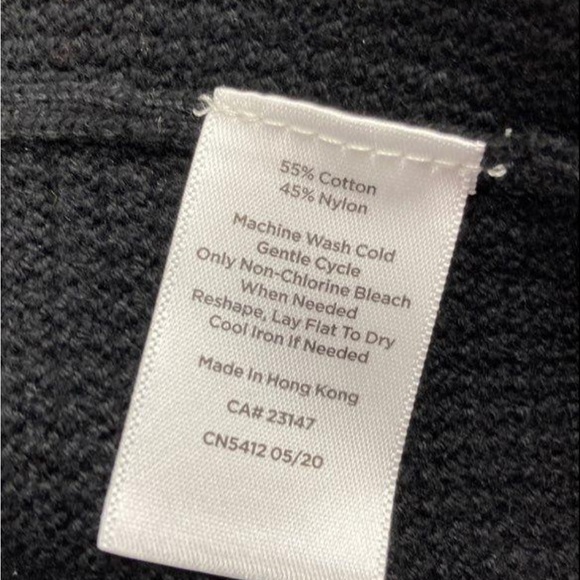 55% Cotton
45% Nylon
Machine Wash Cold
Gentle Cycle
Only Non-Chlorine Bleach
When Needed
Reshape, Lay Flat To Dry
Cool Iron If Needed
Made In Hong Kong
CA# 23147
CN5412 05/20